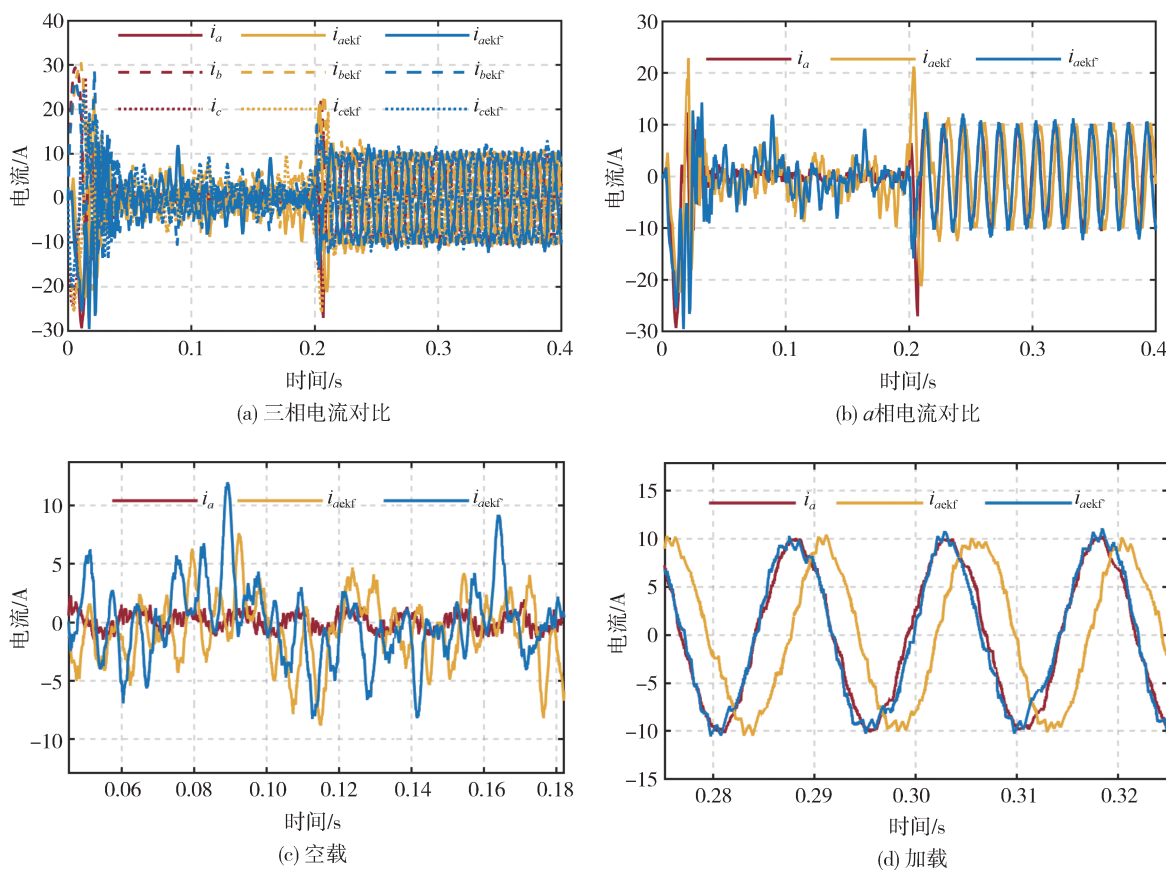 40
30
20
10
0
−10
−20
−30
电流/A
i_a i_aekf i_aekf-
i_b i_bekf i_bekf-
i_c i_cekf i_cekf-
0 0.1 0.2 0.3 0.4
时间/s
(a) 三相电流对比
30
20
10
0
−10
−20
−30
电流/A
i_a i_aekf i_aekf-
0 0.1 0.2 0.3 0.4
时间/s
(b) a相电流对比
10
5
0
−5
−10
电流/A
i_a i_aekf i_aekf-
0.06 0.08 0.10 0.12 0.14 0.16 0.18
时间/s
(c) 空载
15
10
5
0
−5
−10
−15
电流/A
i_a i_aekf i_aekf-
0.28 0.29 0.30 0.31 0.32
时间/s
(d) 加载